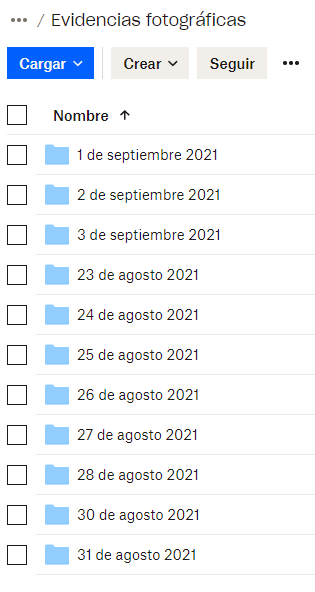 ··· / Evidencias fotográficas
Cargar Crear Seguir ···
Nombre ↑
1 de septiembre 2021
2 de septiembre 2021
3 de septiembre 2021
23 de agosto 2021
24 de agosto 2021
25 de agosto 2021
26 de agosto 2021
27 de agosto 2021
28 de agosto 2021
30 de agosto 2021
31 de agosto 2021